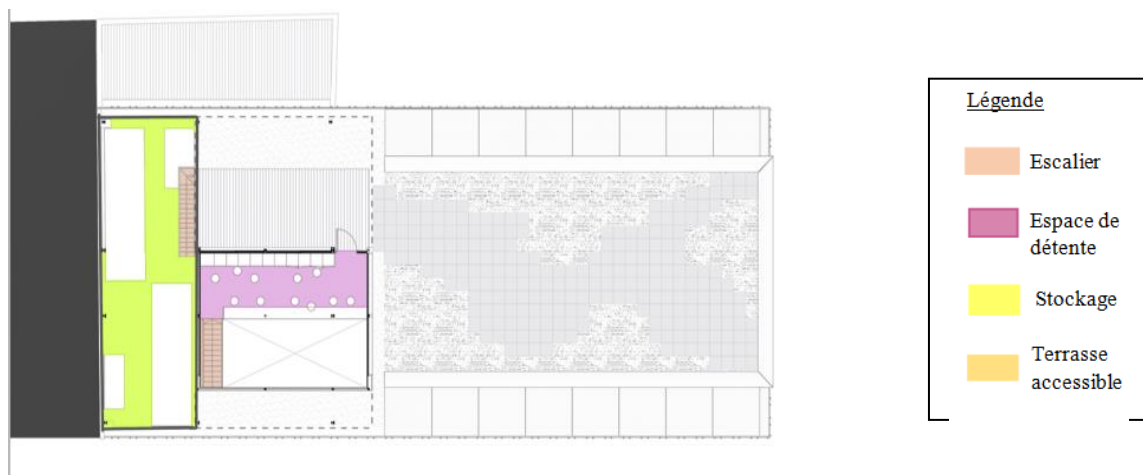 Légende
Escalier
Espace de
détente
Stockage
Terrasse
accessible